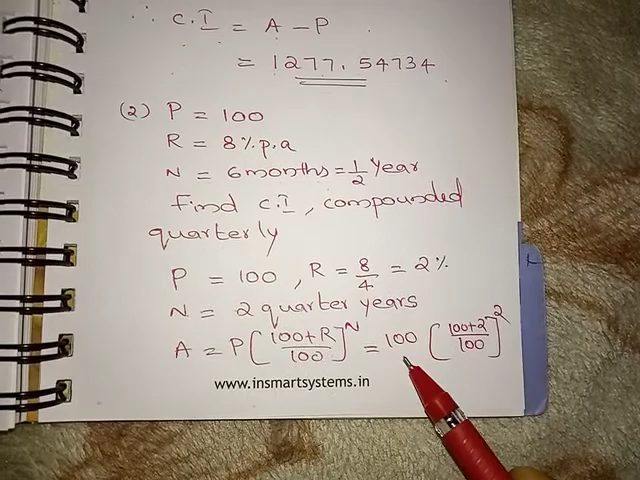 ∴ C.I = A - P
= 1277.54734
(2) P = 100
R = 8% p.a
N = 6 months = 1/2 Year
Find C.I, compounded
quarterly
P = 100, R = 8/4 = 2%
N = 2 quarter years
A = P [100+R/100]^N = 100 [100+2/100]^2
www.insmartsystems.in